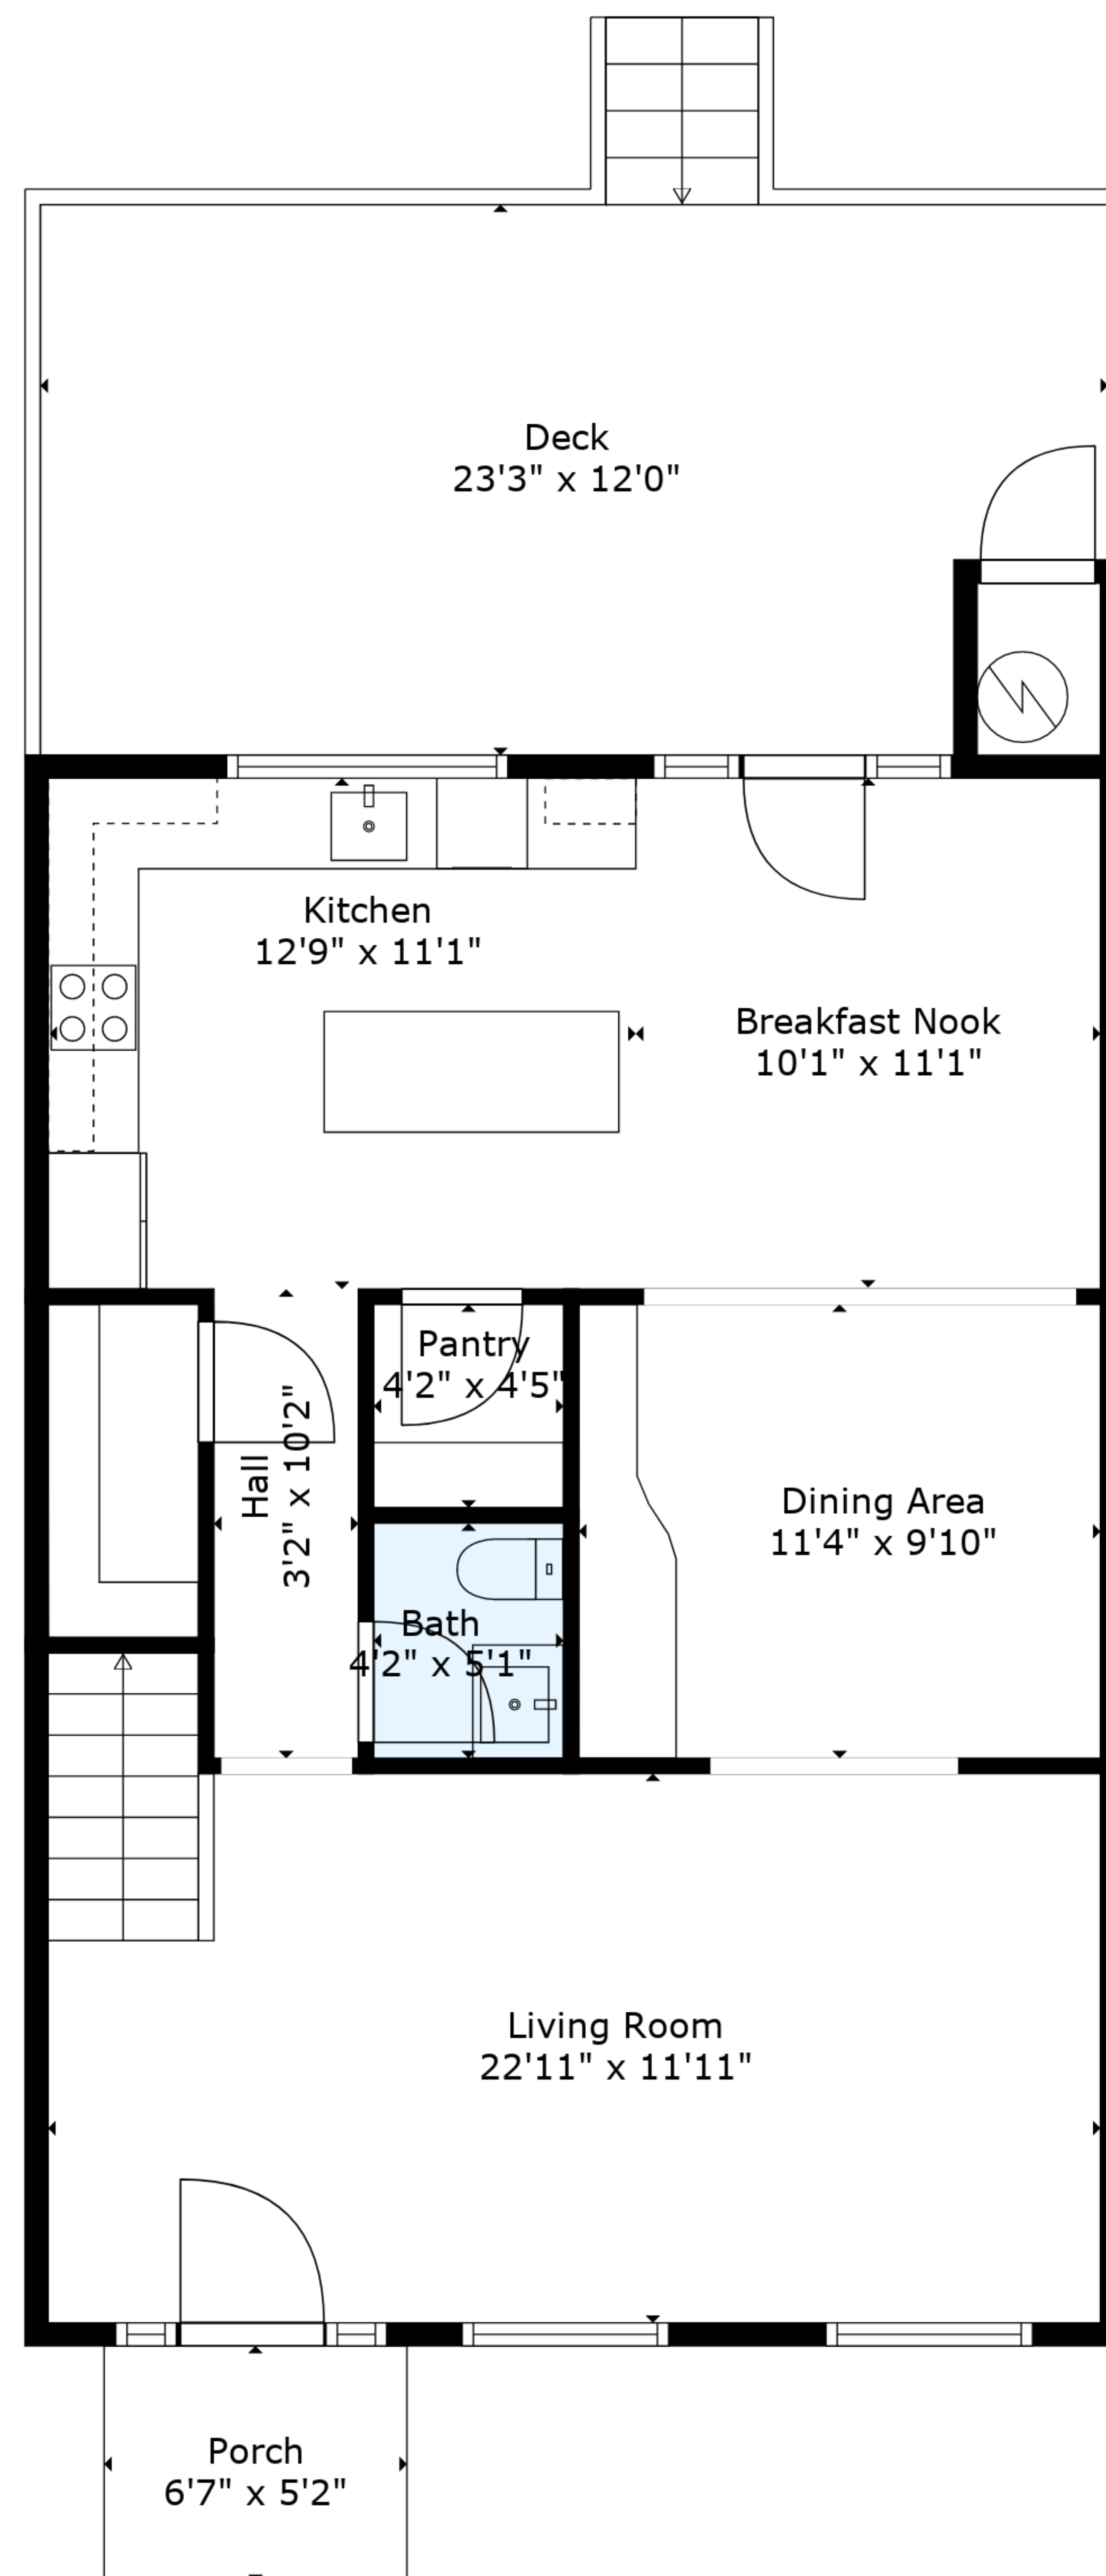 Deck
23'3" x 12'0"
Kitchen
12'9" x 11'1"
Breakfast Nook
10'1" x 11'1"
Pantry
4'2" x 4'5"
Hall
3'2" x 10'2"
Dining Area
11'4" x 9'10"
Bath
4'2" x 5'1"
Living Room
22'11" x 11'11"
Porch
6'7" x 5'2"